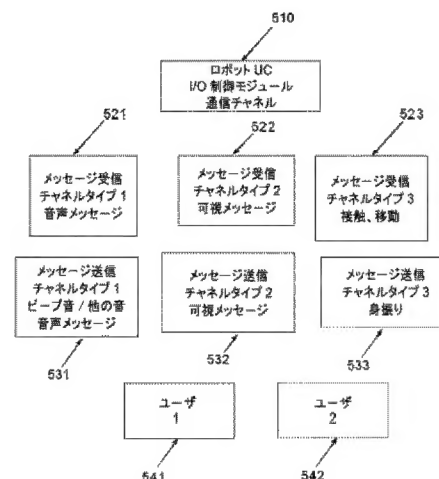 510
ロボット UC
I/O 制御モジュール
通信チャネル
521
522
523
メッセージ受信
チャネルタイプ 1
音声メッセージ
メッセージ受信
チャネルタイプ 2
可視メッセージ
メッセージ受信
チャネルタイプ 3
接触、移動
メッセージ送信
チャネルタイプ 1
ビープ音 / 他の音
音声メッセージ
メッセージ送信
チャネルタイプ 2
可視メッセージ
メッセージ送信
チャネルタイプ 3
身振り
531
532
533
ユーザ
1
ユーザ
2
541
542